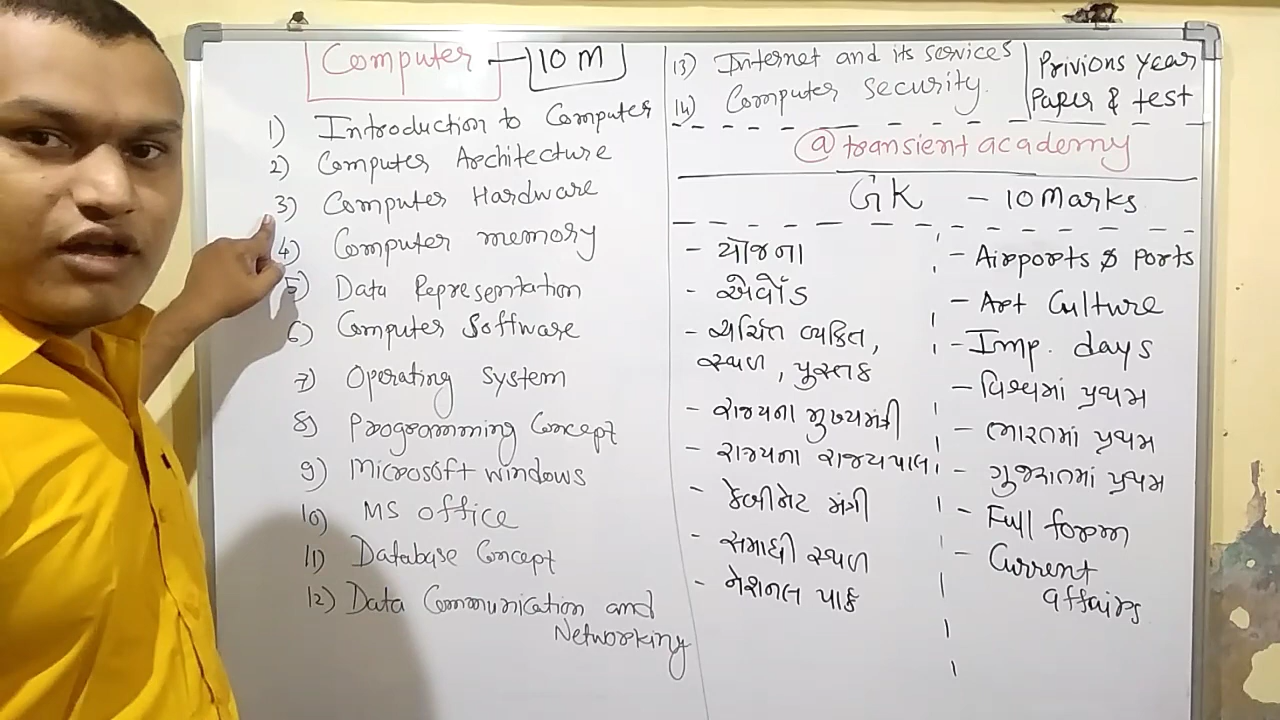 Computer — 10 M
1) Introduction to Computer
2) Computer Architecture
3) Computer Hardware
4) Computer memory
5) Data Representation
6) Computer Software
7) Operating System
8) Programming Concept
9) Microsoft windows
10) MS office
11) Database Concept
12) Data Communication and
Networking
13) Internet and its services
14) Computer security.
Privions year
Paper & test
@transient academy
GK - 10 Marks
- યોજના
- એવોર્ડ
- ચર્ચિત વ્યકિત,
સ્થળ, પુસ્તક
- રાજ્યના મુખ્યમંત્રી
- રાજ્યના રાજયપાલ
- કેબીનેટ મંત્રી
- સમાધી સ્થળ
- નેશનલ પાર્ક
- Airports & ports
- Art Culture
- Imp. days
- વિશ્વમાં પ્રથમ
- ભારતમાં પ્રથમ
- ગુજરાતમાં પ્રથમ
- Full form
- Current
affairs